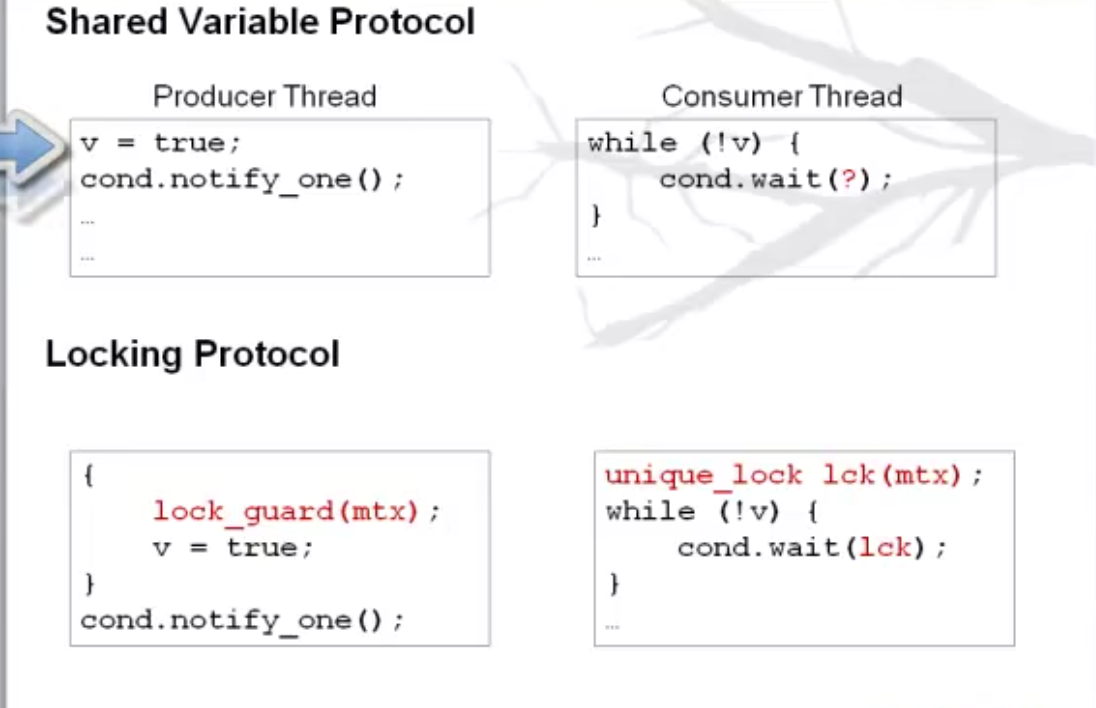 Shared Variable Protocol
Producer Thread
v = true;
cond.notify_one();
...
...
Consumer Thread
while (!v) {
cond.wait(?);
}
...
Locking Protocol
{
lock_guard(mtx);
v = true;
}
cond.notify_one();
unique_lock lck(mtx);
while (!v) {
cond.wait(lck);
}
...